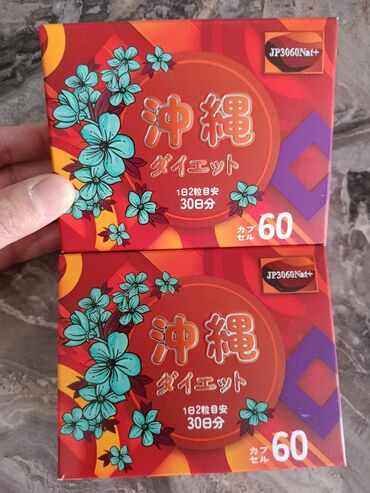 JP3060Nat+
沖縄
ダイエット
1日2粒目安
30日分
カプセル 60
JP3060Nat+
沖縄
ダイエット
1日2粒目安
30日分
カプセル 60